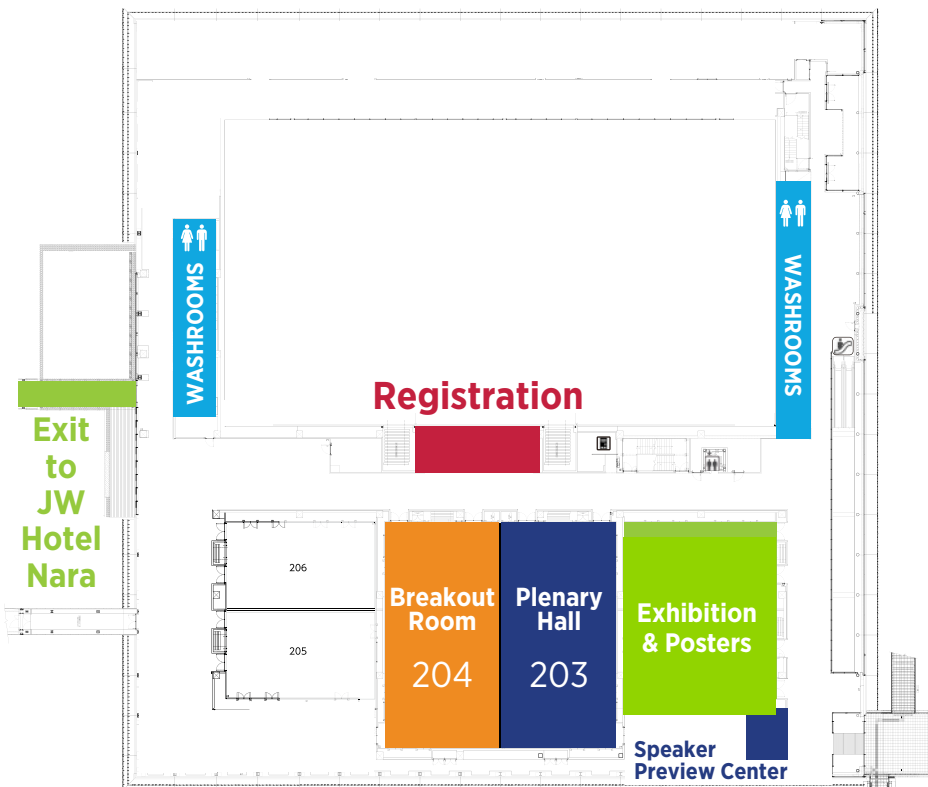 WASHROOMS
WASHROOMS
Registration
Exit
to
JW
Hotel
Nara
206
205
Breakout
Room
204
Plenary
Hall
203
Exhibition
& Posters
Speaker
Preview Center